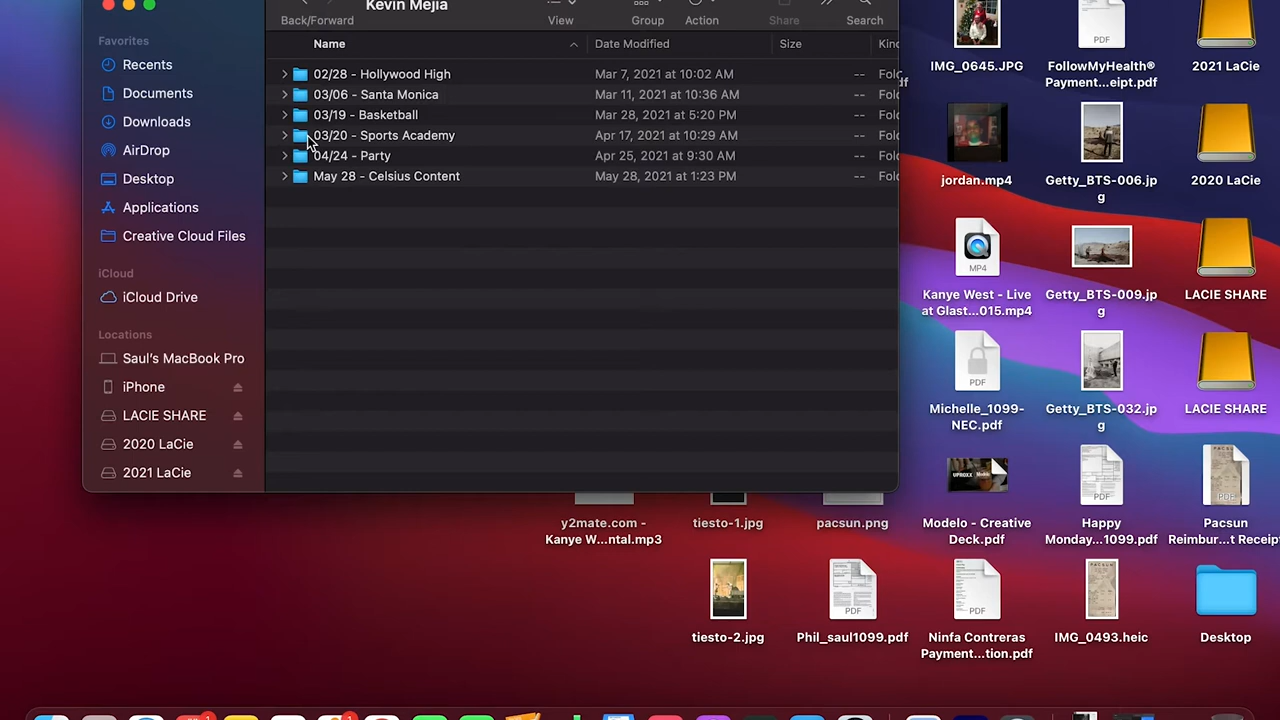 Kevin Mejia
Back/Forward
View
Group
Action
Share
Search
Name
Date Modified
Size
Kind
Favorites
Recents
Documents
Downloads
AirDrop
Desktop
Applications
Creative Cloud Files
iCloud
iCloud Drive
Locations
Saul's MacBook Pro
iPhone
LACIE SHARE
2020 LaCie
2021 LaCie
02/28 - Hollywood High Mar 7, 2021 at 10:02 AM -- Fold
03/06 - Santa Monica Mar 11, 2021 at 10:36 AM -- Fold
03/19 - Basketball Mar 28, 2021 at 5:20 PM -- Fold
03/20 - Sports Academy Apr 17, 2021 at 10:29 AM -- Fold
04/24 - Party Apr 25, 2021 at 9:30 AM -- Fold
May 28 - Celsius Content May 28, 2021 at 1:23 PM -- Fold
IMG_0645.JPG
PDF
FollowMyHealth®
Payment...eipt.pdf
2021 LaCie
jordan.mp4
Getty_BTS-006.jp
g
2020 LaCie
MP4
Kanye West - Live
at Glast...015.mp4
Getty_BTS-009.jp
g
LACIE SHARE
PDF
Michelle_1099-
NEC.pdf
Getty_BTS-032.jp
g
LACIE SHARE
y2mate.com -
Kanye W...ntal.mp3
tiesto-1.jpg
pacsun.png
UPROXX
Modelo - Creative
Deck.pdf
PDF
Happy
Monday...1099.pdf
PDF
Pacsun
Reimbur...t Receipt
tiesto-2.jpg
PDF
Phil_saul1099.pdf
PDF
Ninfa Contreras
Payment...tion.pdf
IMG_0493.heic
Desktop